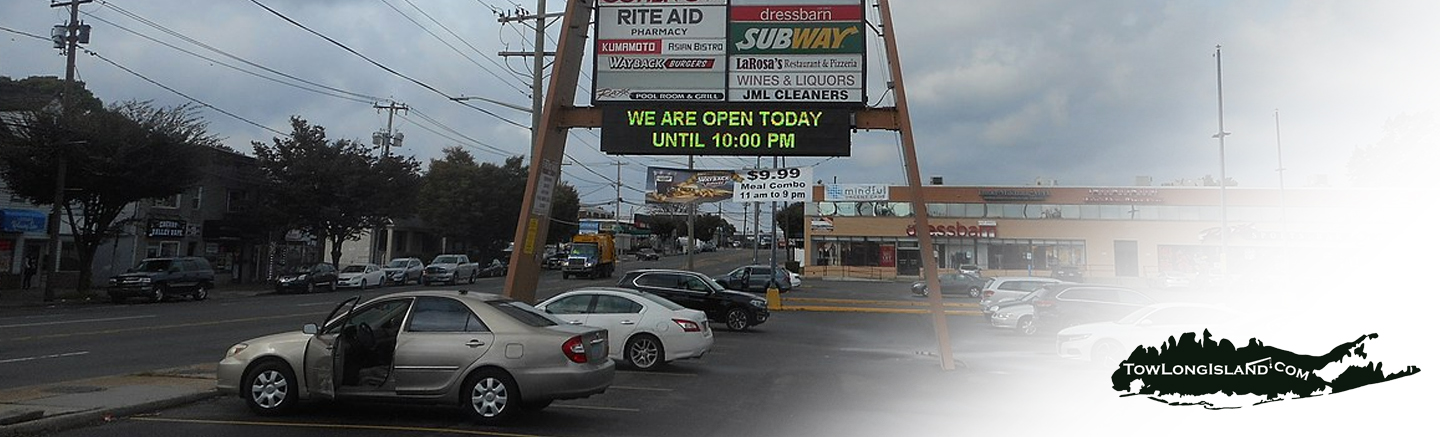 RITE AID
PHARMACY
KUMAMOTO ASIAN BISTRO
WAYBACK BURGERS
POOL ROOM & GRILL
dressbarn
SUBWAY
LaRosa's Restaurant & Pizzeria
WINES & LIQUORS
JML CLEANERS
WE ARE OPEN TODAY
UNTIL 10:00 PM
$9.99
Meal Combo
11 am to 9 pm
mindful
URGENT CARE
dressbarn
TOWLONGISLAND.COM